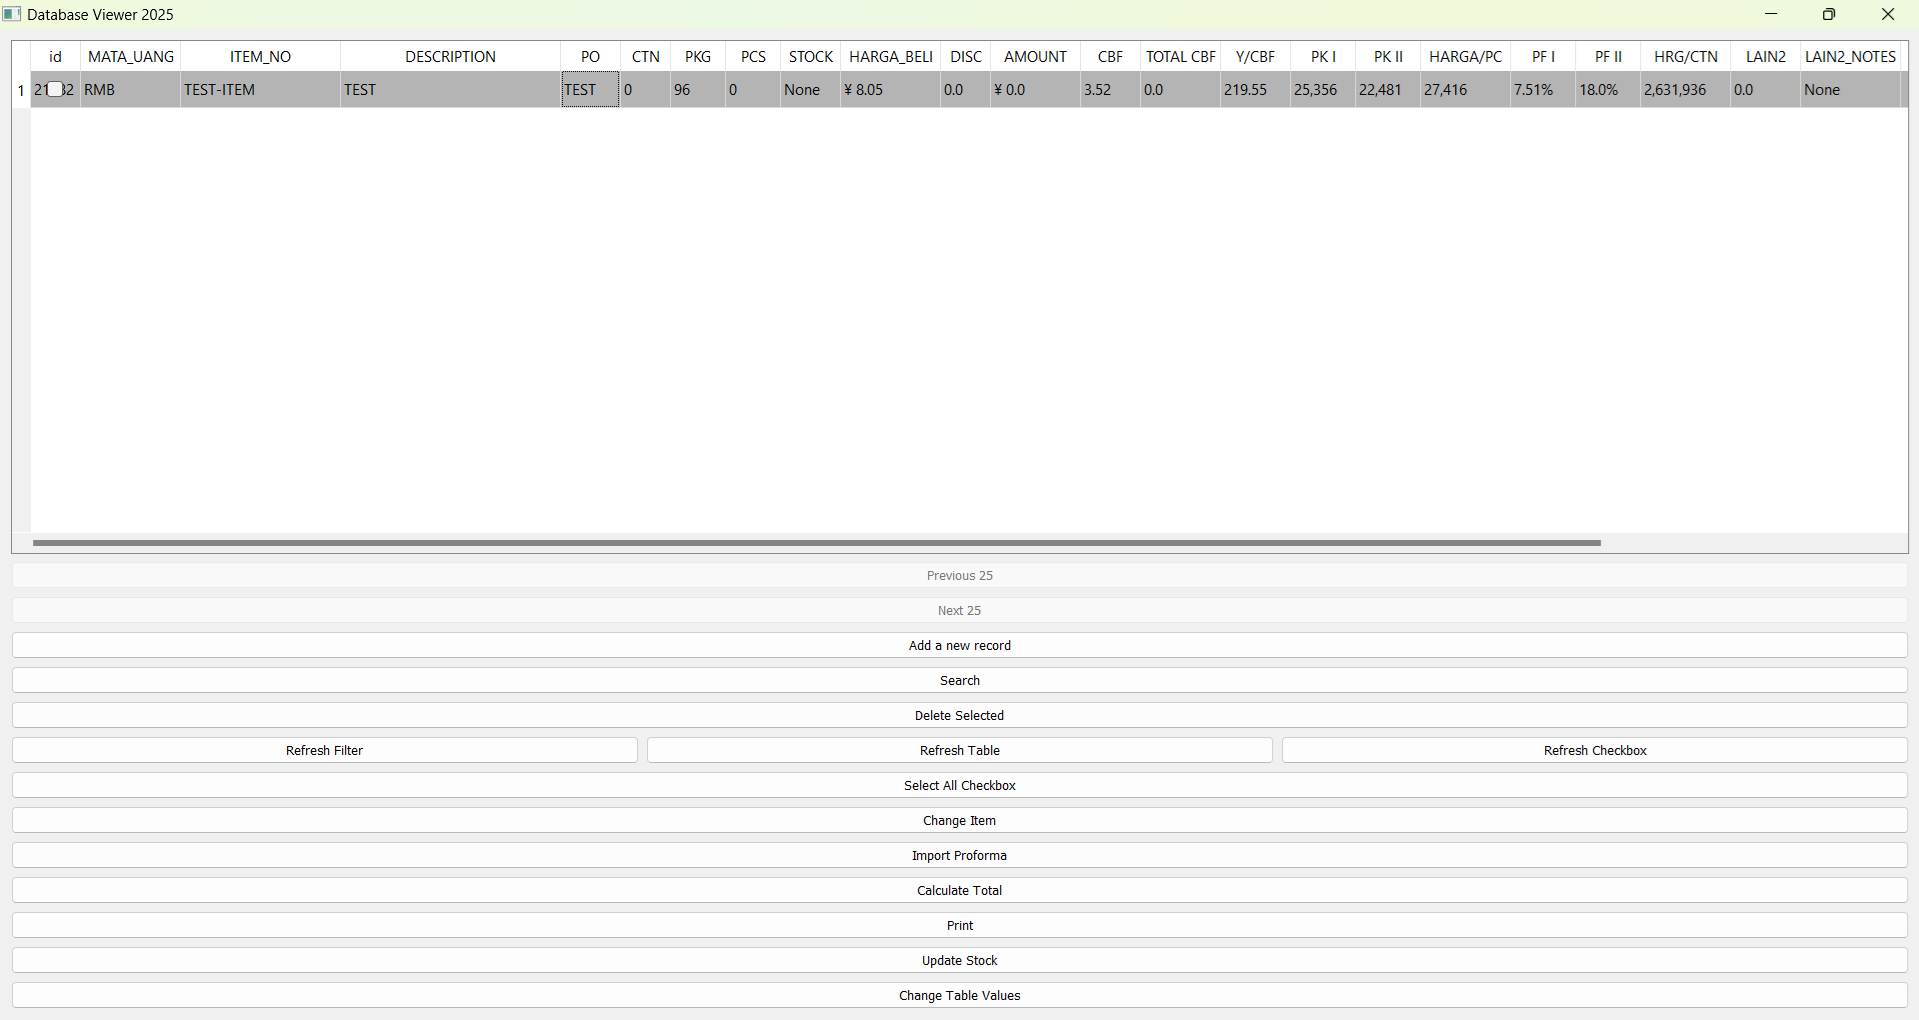 Database Viewer 2025
id MATA_UANG ITEM_NO DESCRIPTION PO CTN PKG PCS STOCK HARGA_BELI DISC AMOUNT CBF TOTAL CBF Y/CBF PK I PK II HARGA/PC PF I PF II HRG/CTN LAIN2 LAIN2_NOTES
1 RMB TEST-ITEM TEST TEST 0 96 0 None ¥ 8.05 0.0 ¥ 0.0 3.52 0.0 219.55 25,356 22,481 27,416 7.51% 18.0% 2,631,936 0.0 None
Previous 25
Next 25
Add a new record
Search
Delete Selected
Refresh Filter Refresh Table Refresh Checkbox
Select All Checkbox
Change Item
Import Proforma
Calculate Total
Print
Update Stock
Change Table Values